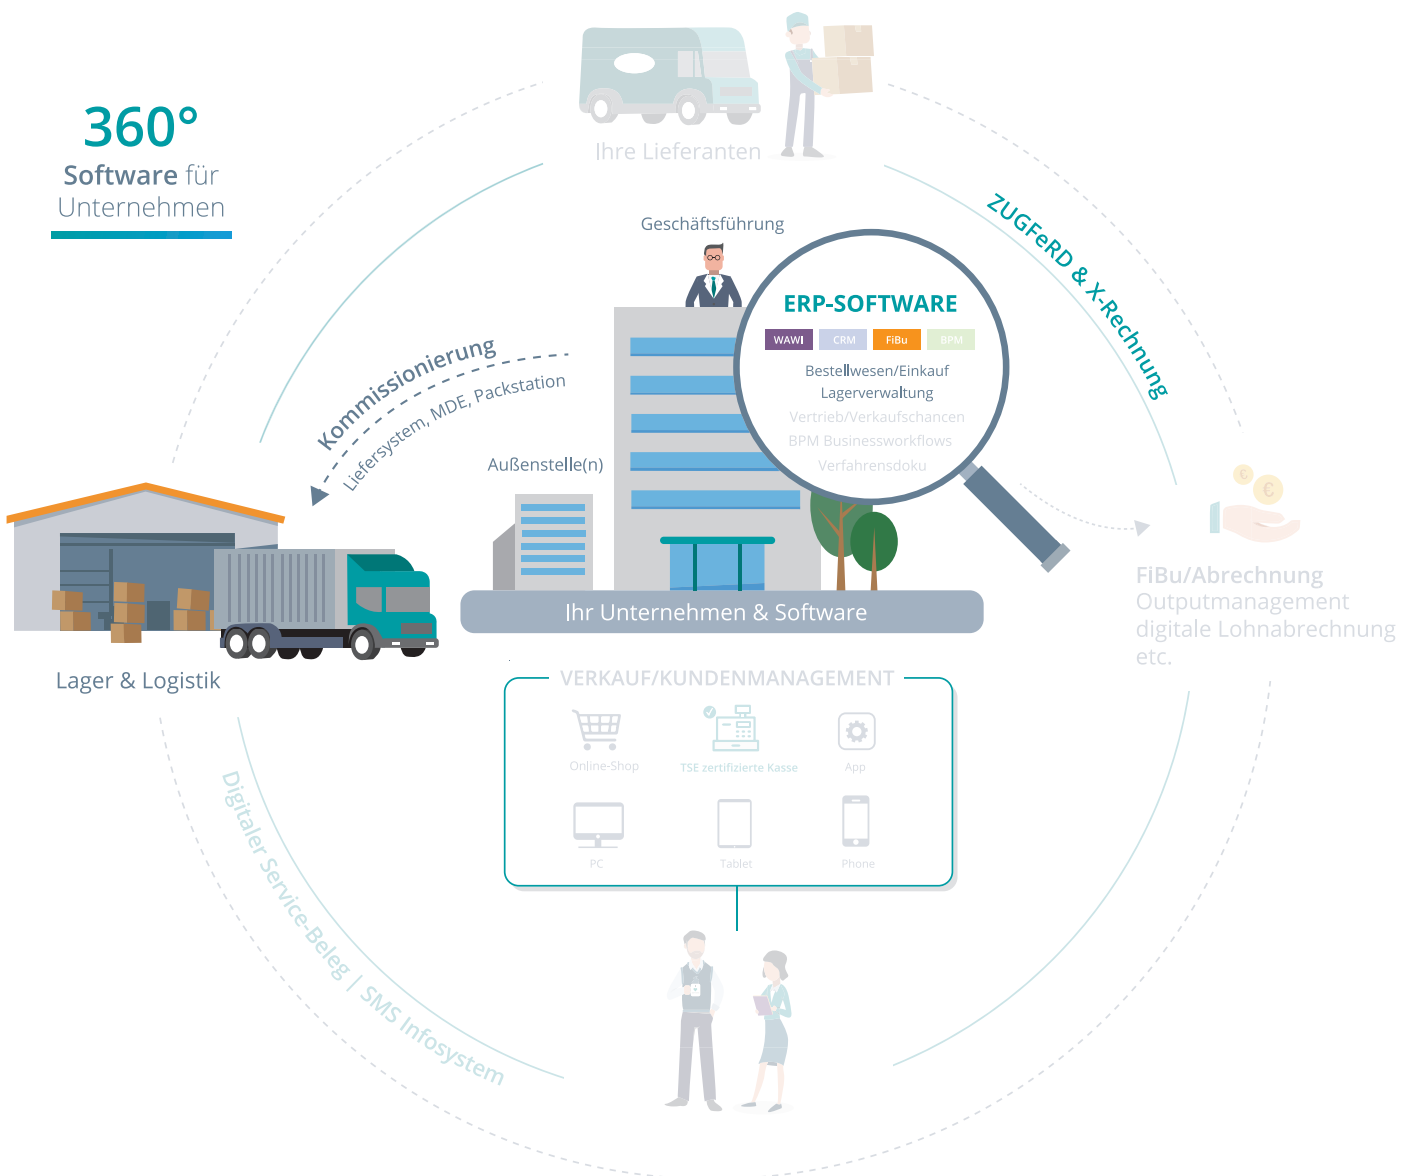 360°
Software für
Unternehmen
Ihre Lieferanten
Geschäftsführung
ZUGFeRD & X-Rechnung
ERP-SOFTWARE
WAWI CRM FiBu BPM
Bestellwesen/Einkauf
Lagerverwaltung
Vertrieb/Verkaufschancen
BPM Businessworkflows
Verfahrensdoku
Kommissionierung
Liefersystem, MDE, Packstation
Außenstelle(n)
Ihr Unternehmen & Software
FiBu/Abrechnung
Outputmanagement
digitale Lohnabrechnung
etc.
Lager & Logistik
VERKAUF/KUNDENMANAGEMENT
Online-Shop
TSE zertifizierte Kasse
App
PC
Tablet
Phone
Digitaler Service-Beleg | SMS Infosystem